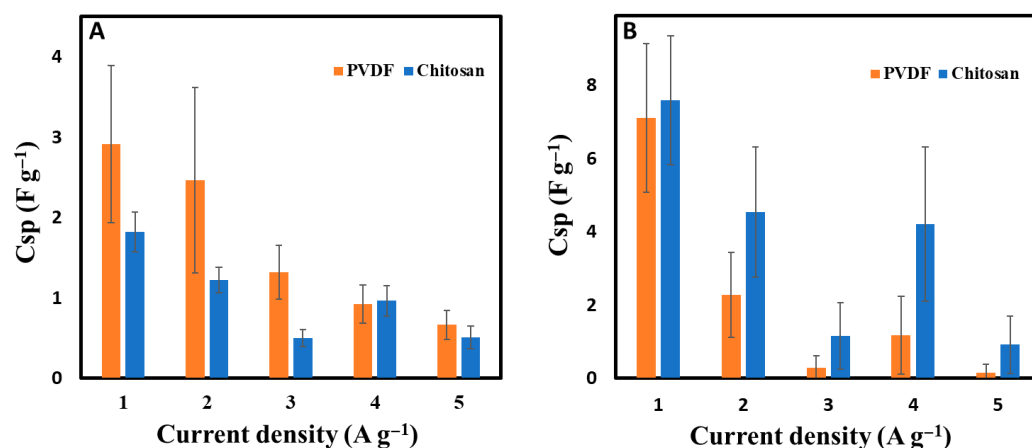 A
PVDF Chitosan
Csp (F g⁻¹)
4
3
2
1
0
1 2 3 4 5
Current density (A g⁻¹)
B
PVDF Chitosan
Csp (F g⁻¹)
8
6
4
2
0
1 2 3 4 5
Current density (A g⁻¹)